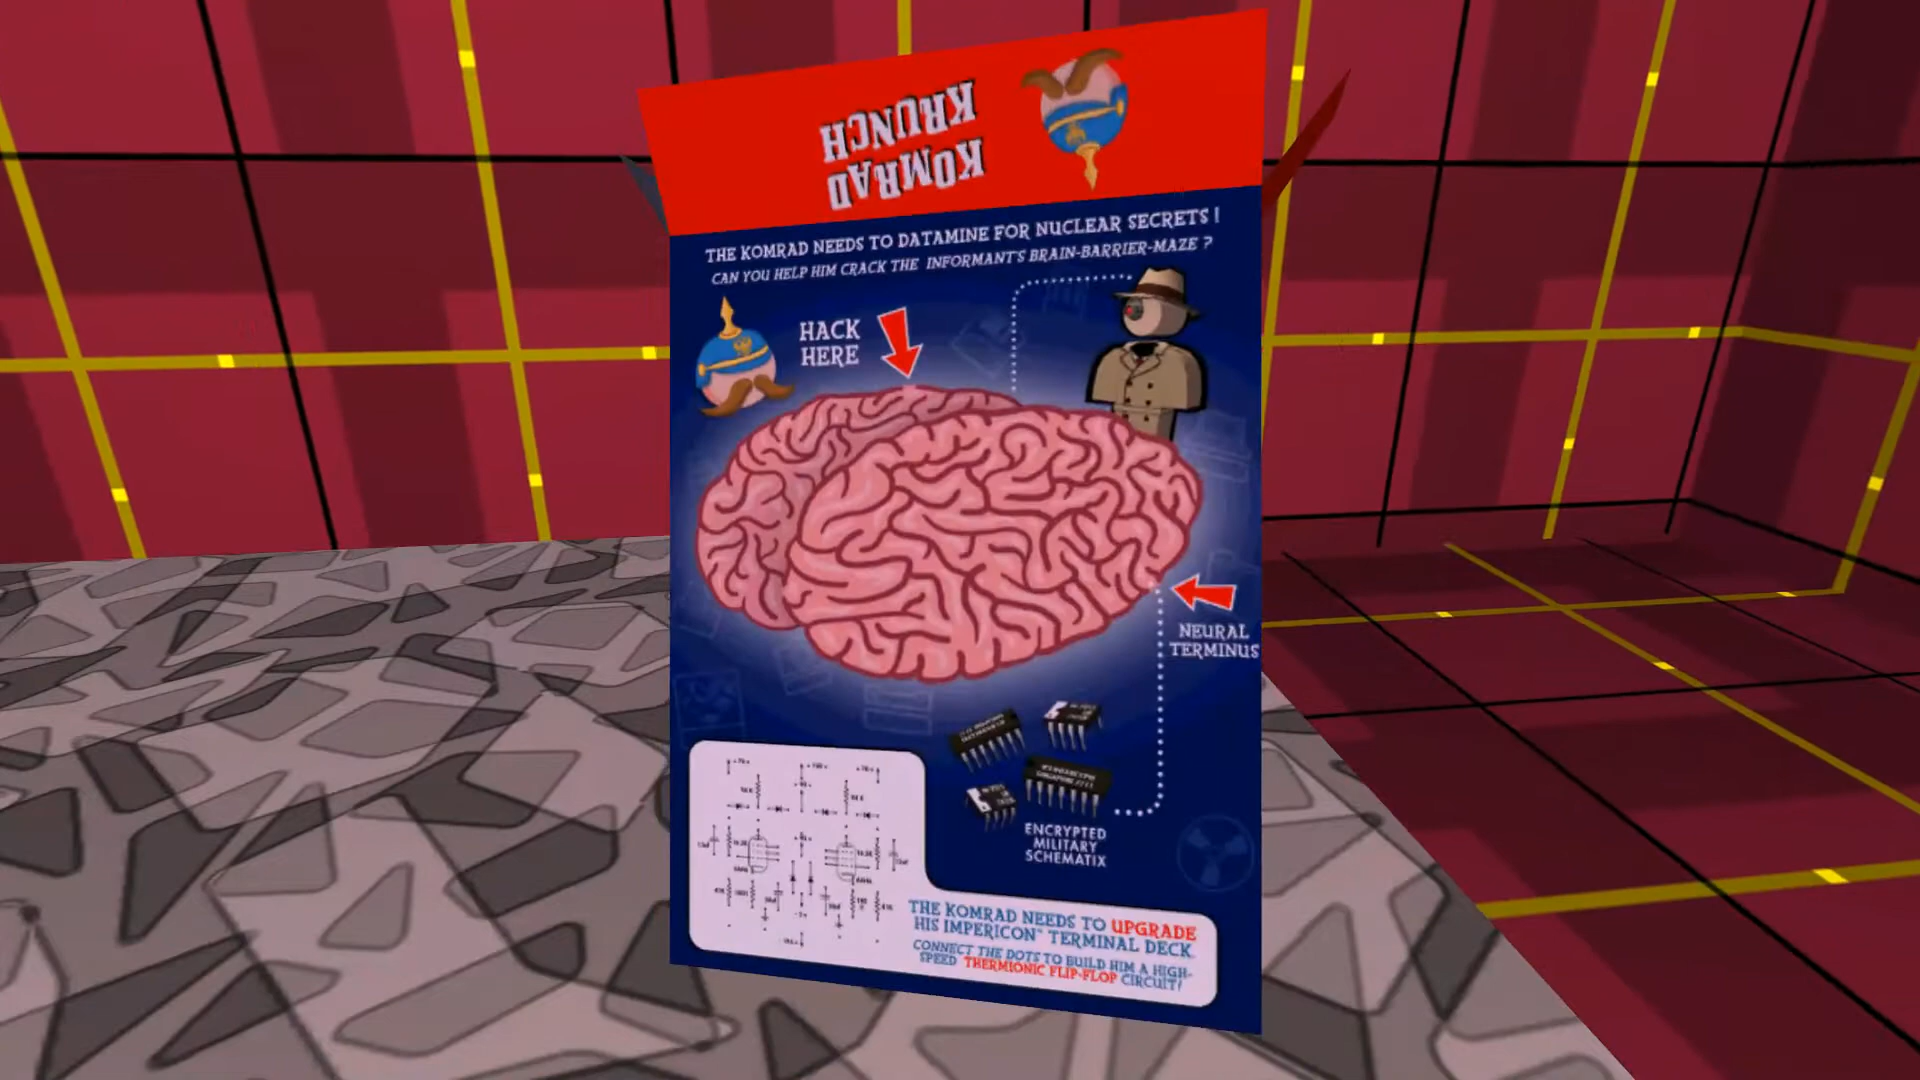 KOMRAD
KRUNCH
THE KOMRAD NEEDS TO DATAMINE FOR NUCLEAR SECRETS!
CAN YOU HELP HIM CRACK THE INFORMANT'S BRAIN-BARRIER-MAZE?
HACK
HERE
NEURAL
TERMINUS
ENCRYPTED
MILITARY
SCHEMATIX
THE KOMRAD NEEDS TO UPGRADE
HIS IMPERICON™ TERMINAL DECK
CONNECT THE DOTS TO BUILD HIM A HIGH-
SPEED THERMIONIC FLIP-FLOP CIRCUIT!